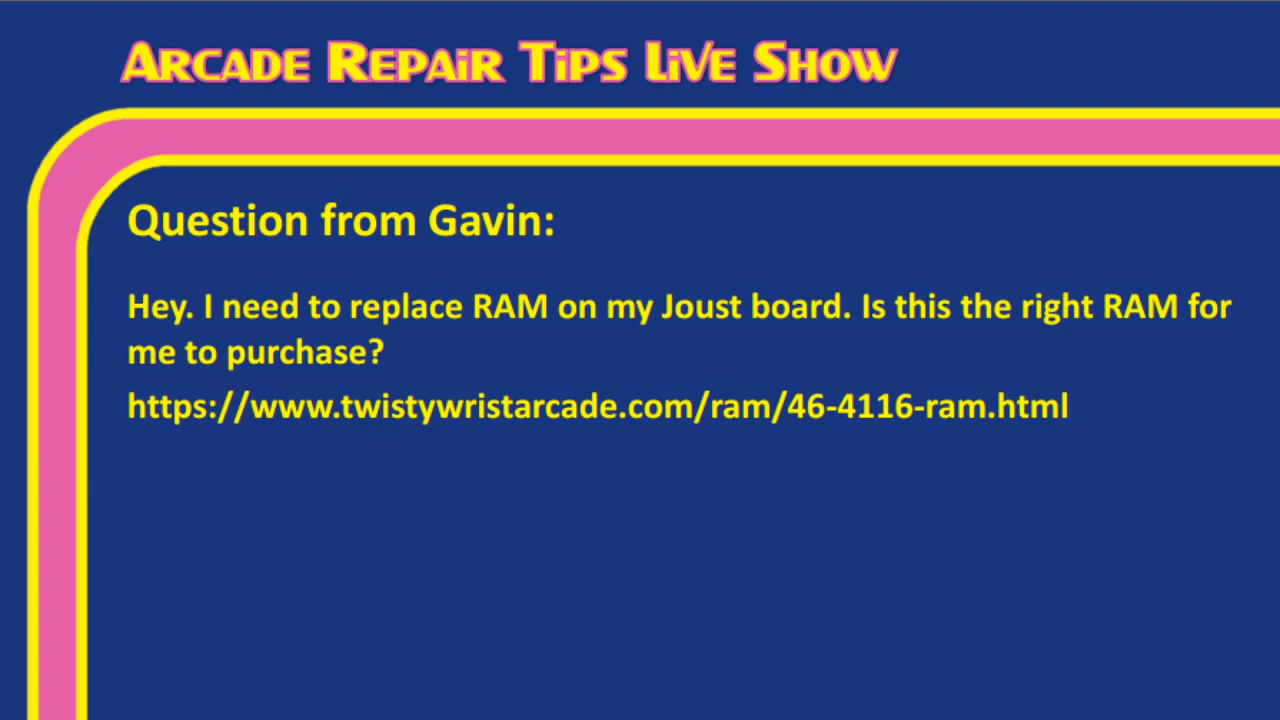 Arcade Repair Tips Live Show
Question from Gavin:
Hey. I need to replace RAM on my Joust board. Is this the right RAM for
me to purchase?
https://www.twistywristarcade.com/ram/46-4116-ram.html